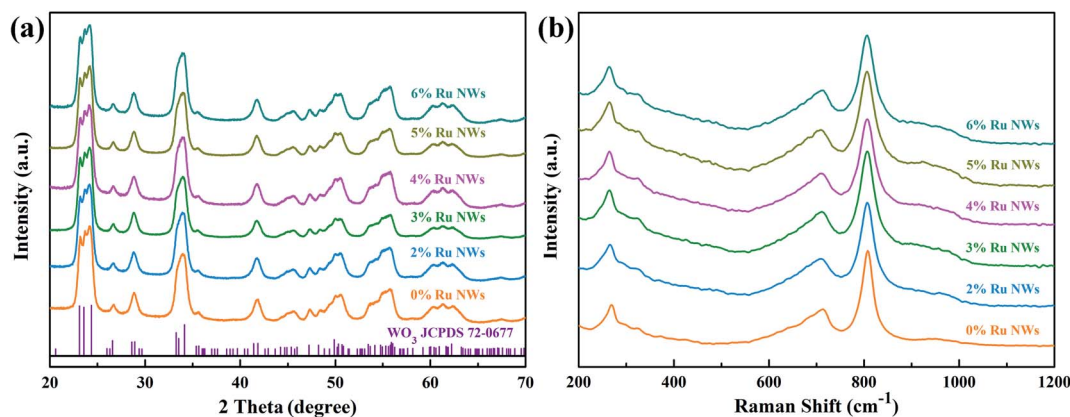 (a)
Intensity (a.u.)
6% Ru NWs
5% Ru NWs
4% Ru NWs
3% Ru NWs
2% Ru NWs
0% Ru NWs
WO₃ JCPDS 72-0677
20 30 40 50 60 70
2 Theta (degree)
(b)
Intensity (a.u.)
6% Ru NWs
5% Ru NWs
4% Ru NWs
3% Ru NWs
2% Ru NWs
0% Ru NWs
200 400 600 800 1000 1200
Raman Shift (cm⁻¹)